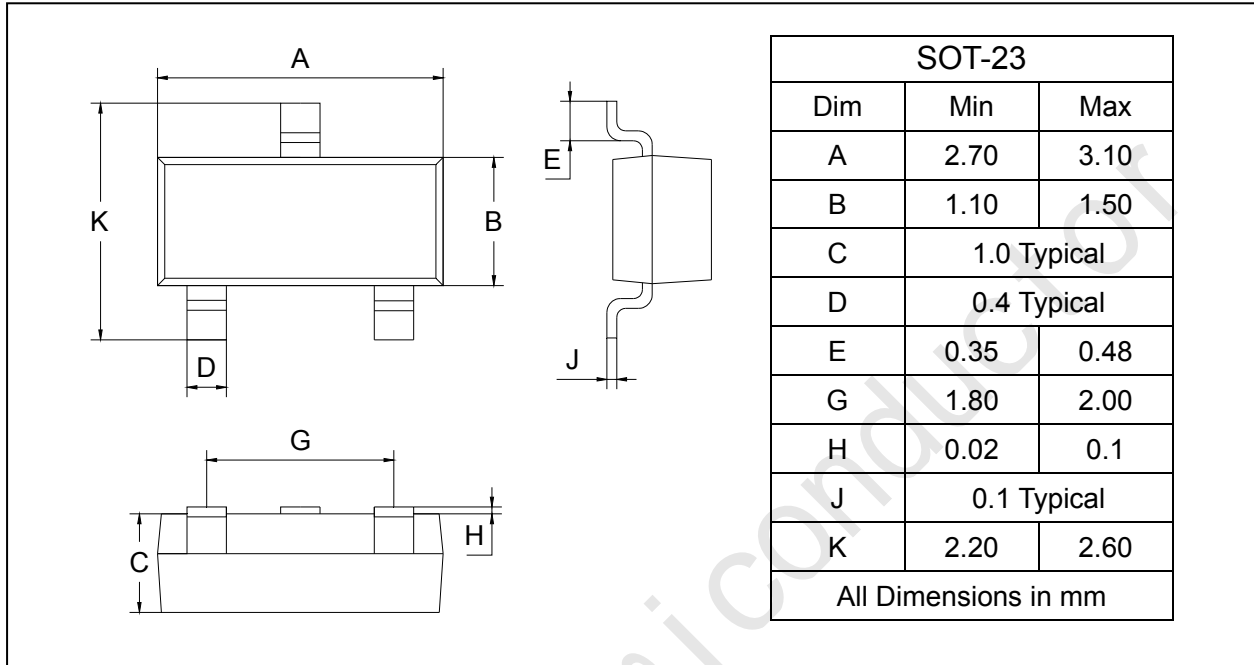 A
K
B
D
E
J
G
C
H
SOT-23
Dim Min Max
A 2.70 3.10
B 1.10 1.50
C 1.0 Typical
D 0.4 Typical
E 0.35 0.48
G 1.80 2.00
H 0.02 0.1
J 0.1 Typical
K 2.20 2.60
All Dimensions in mm
miconductor